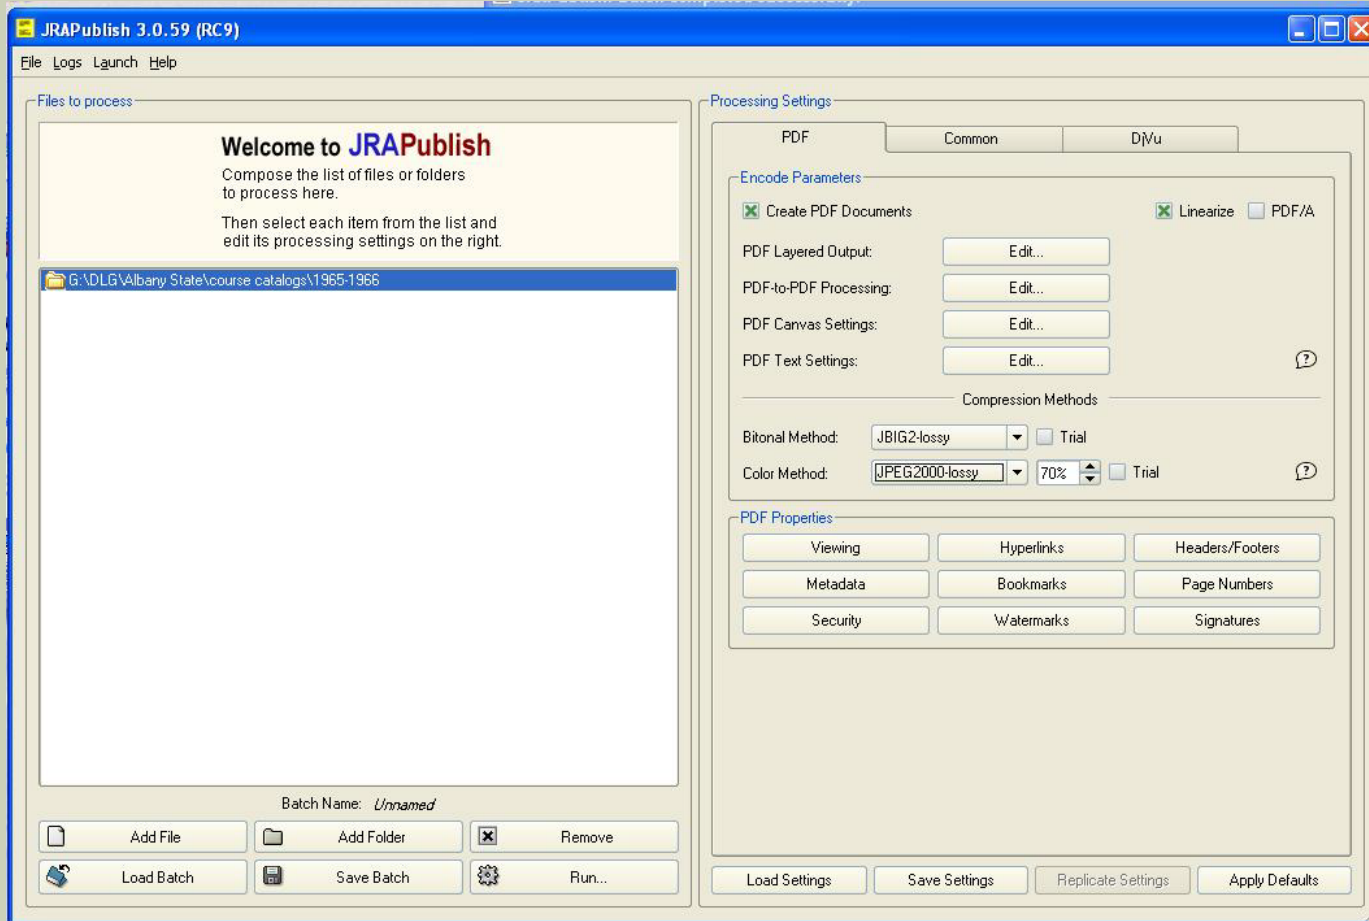 JRAPublish 3.0.59 (RC9)
File Logs Launch Help
Files to process
Welcome to JRAPublish
Compose the list of files or folders
to process here.
Then select each item from the list and
edit its processing settings on the right.
G:\DLG\Albany State\course catalogs\1965-1966
Batch Name: Unnamed
Add File Add Folder Remove
Load Batch Save Batch Run...
Processing Settings
PDF Common DjVu
Encode Parameters
Create PDF Documents Linearize PDF/A
PDF Layered Output: Edit...
PDF-to-PDF Processing: Edit...
PDF Canvas Settings: Edit...
PDF Text Settings: Edit... ?
Compression Methods
Bitonal Method: JBIG2-lossy Trial
Color Method: JPEG2000-lossy 70% Trial ?
PDF Properties
Viewing Hyperlinks Headers/Footers
Metadata Bookmarks Page Numbers
Security Watermarks Signatures
Load Settings Save Settings Replicate Settings Apply Defaults